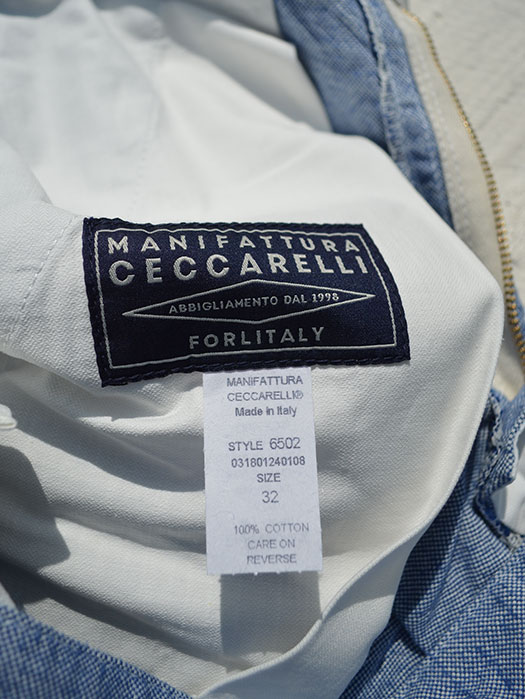 MANIFATTURA
CECCARELLI
ABBIGLIAMENTO DAL 1998
FORLITALY
MANIFATTURA
CECCARELLI®
Made in Italy
STYLE 6502
031801240108
SIZE
32
100% COTTON
CARE ON
REVERSE